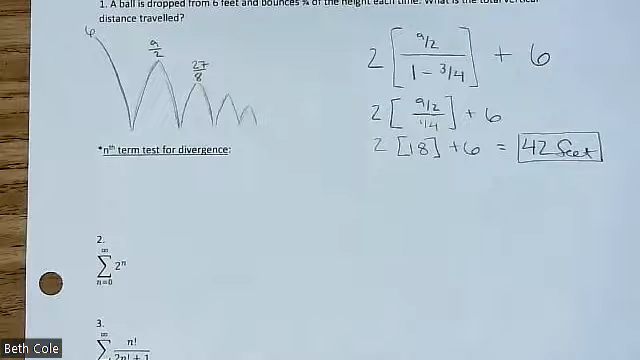 1. A ball is dropped from 6 feet and bounces ¾ of the height each time. What is the total vertical
distance travelled?
6
9/2
27/8
2 [ 9/2 / 1 - 3/4 ] + 6
2 [ 9/2 / 1/4 ] + 6
2 [18] + 6 = 42 feet
*nth term test for divergence:
2.
∞
∑ 2ⁿ
n=0
3.
∞
∑ n! / 2n! + 1
Beth Cole